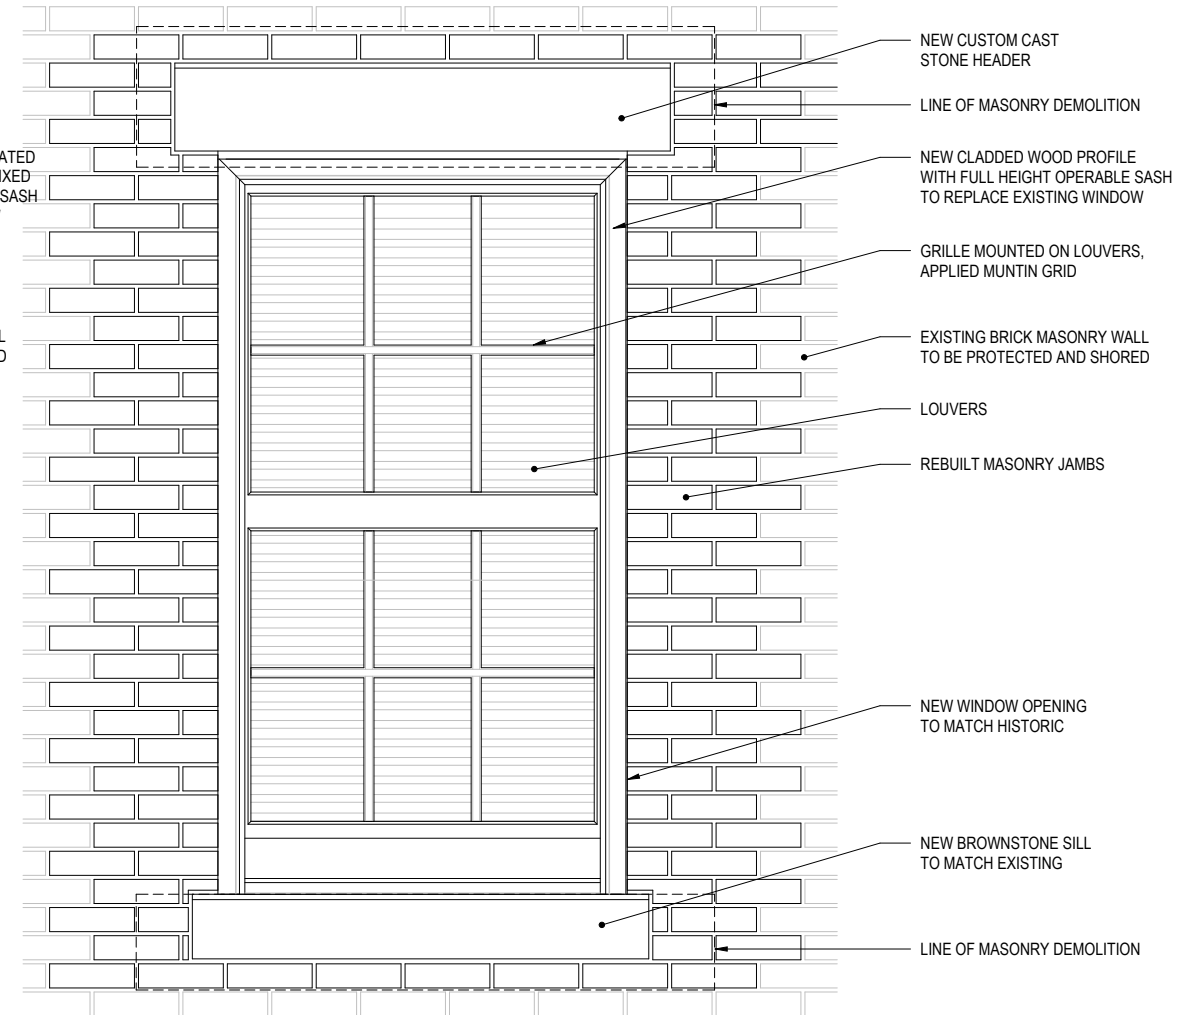 NEW CUSTOM CAST
STONE HEADER
LINE OF MASONRY DEMOLITION
NEW CLADDED WOOD PROFILE
WITH FULL HEIGHT OPERABLE SASH
TO REPLACE EXISTING WINDOW
GRILLE MOUNTED ON LOUVERS,
APPLIED MUNTIN GRID
EXISTING BRICK MASONRY WALL
TO BE PROTECTED AND SHORED
LOUVERS
REBUILT MASONRY JAMBS
NEW WINDOW OPENING
TO MATCH HISTORIC
NEW BROWNSTONE SILL
TO MATCH EXISTING
LINE OF MASONRY DEMOLITION
SASH